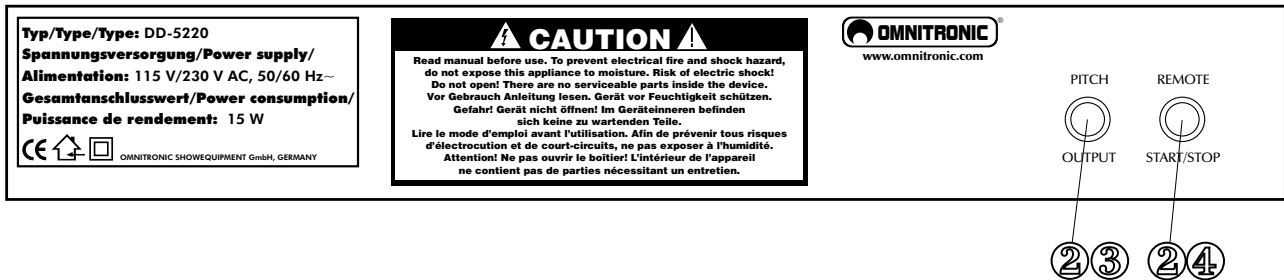 Typ/Type/Type: DD-5220
Spannungsversorgung/Power supply/
Alimentation: 115 V/230 V AC, 50/60 Hz~
Gesamtanschlusswert/Power consumption/
Puissance de rendement: 15 W
CE
OMNITRONIC SHOWEQUIPMENT GmbH, GERMANY
CAUTION
Read manual before use. To prevent electrical fire and shock hazard,
do not expose this appliance to moisture. Risk of electric shock!
Do not open! There are no serviceable parts inside the device.
Vor Gebrauch Anleitung lesen. Gerät vor Feuchtigkeit schützen.
Gefahr! Gerät nicht öffnen! Im Geräteinneren befinden
sich keine zu wartenden Teile.
Lire le mode d'emploi avant l'utilisation. Afin de prévenir tous risques
d'électrocution et de court-circuits, ne pas exposer à l'humidité.
Attention! Ne pas ouvrir le boîtier! L'intérieur de l'appareil
ne contient pas de parties nécessitant un entretien.
OMNITRONIC®
www.omnitronic.com
PITCH
OUTPUT
REMOTE
START/STOP
②③ ②④